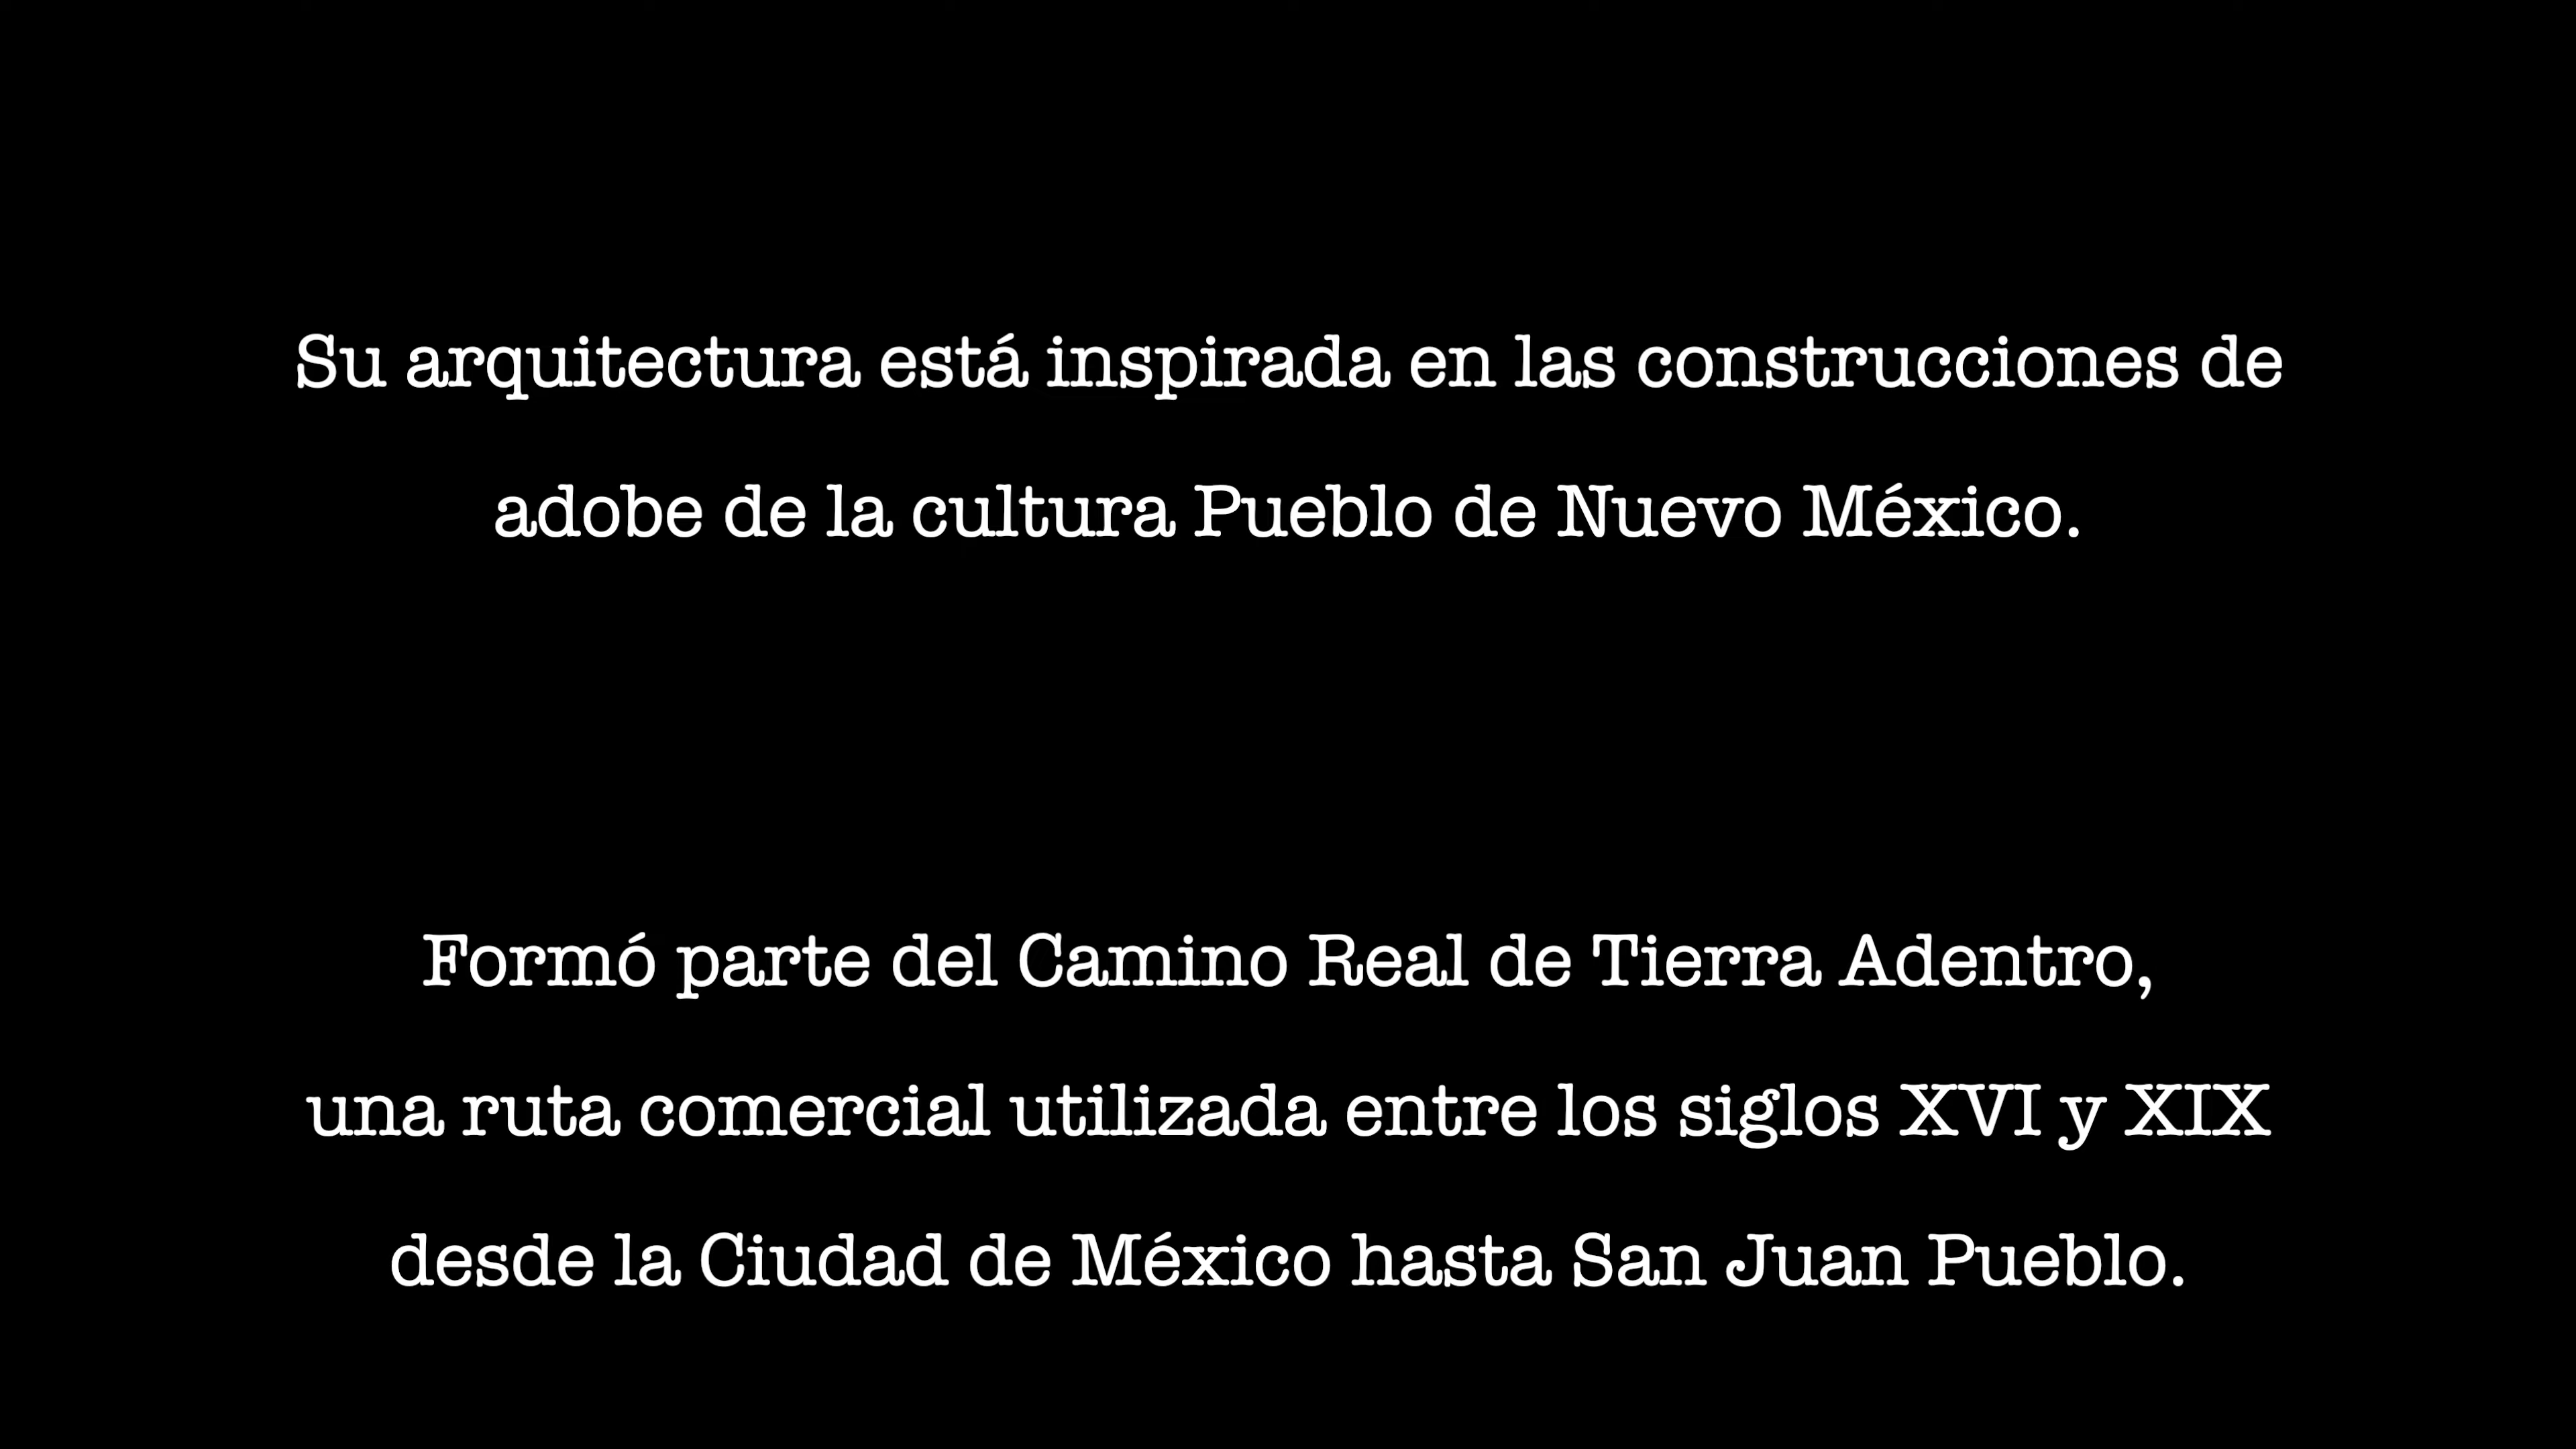 Su arquitectura está inspirada en las construcciones de
adobe de la cultura Pueblo de Nuevo México.
Formó parte del Camino Real de Tierra Adentro,
una ruta comercial utilizada entre los siglos XVI y XIX
desde la Ciudad de México hasta San Juan Pueblo.